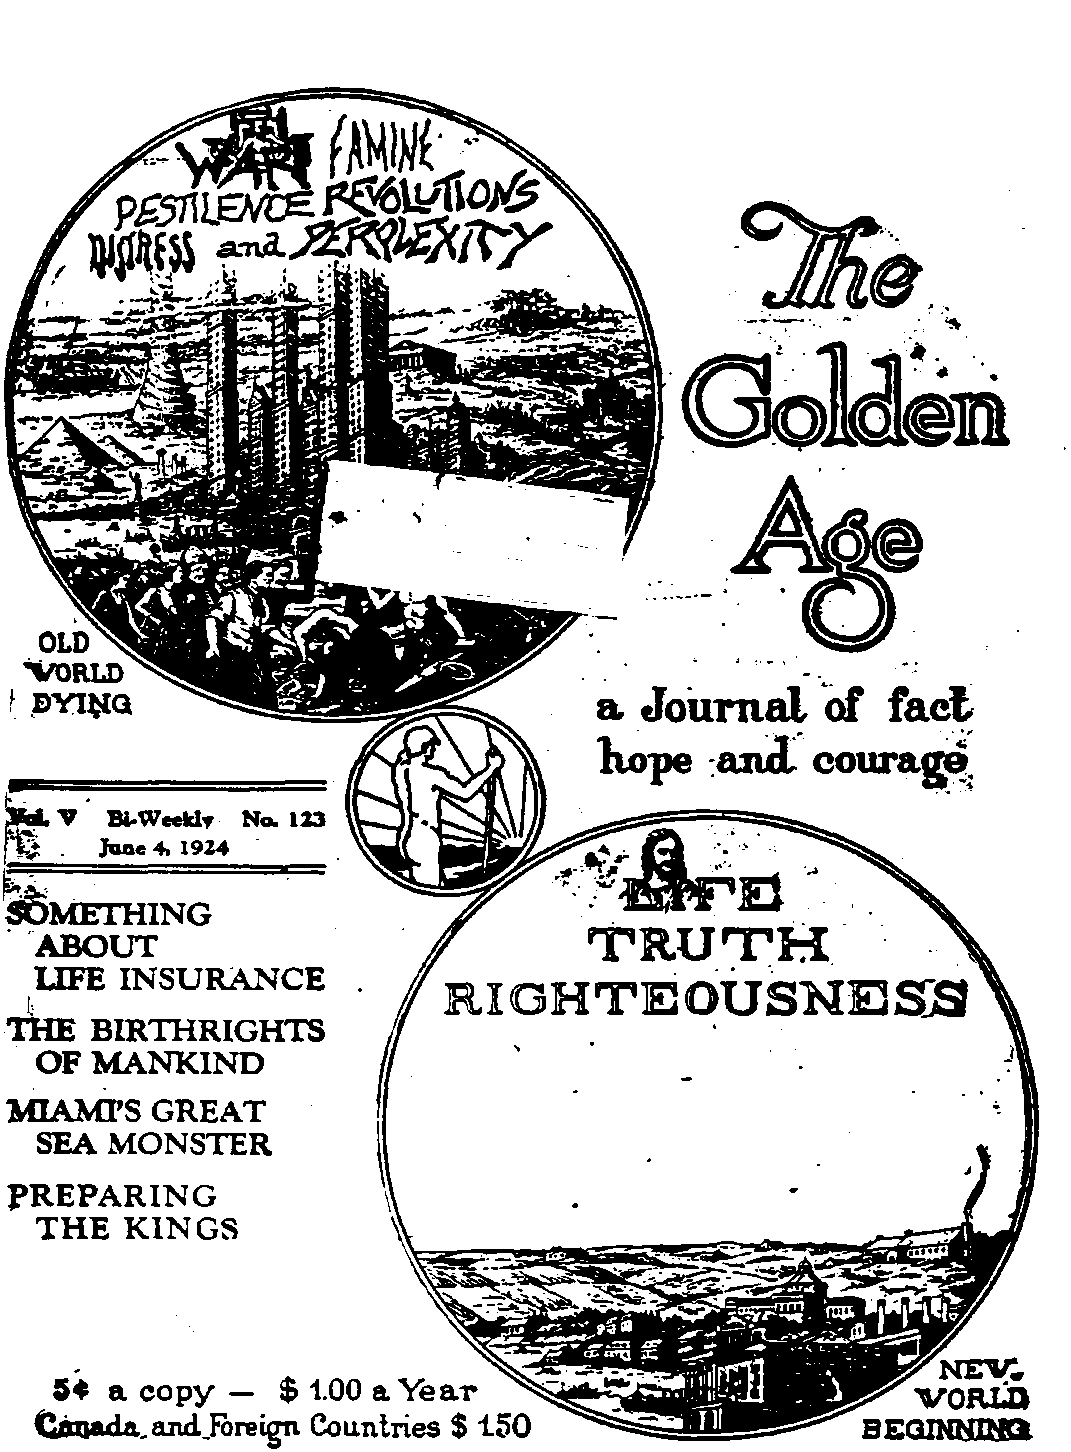 WAR FAMINE
PESTILENCE REVOLUTIONS
DISTRESS and PERPLEXITY
The
Golden
Age
OLD
WORLD
DYING
a Journal of fact
hope and courage
Vol. V Bi-Weekly No. 123
June 4, 1924
SOMETHING
ABOUT
LIFE INSURANCE
THE BIRTHRIGHTS
OF MANKIND
MIAMI'S GREAT
SEA MONSTER
PREPARING
THE KINGS
LIFE
TRUTH
RIGHTEOUSNESS
5¢ a copy — $ 1.00 a Year
Canada and Foreign Countries $ 1.50
NEW
WORLD
BEGINNING